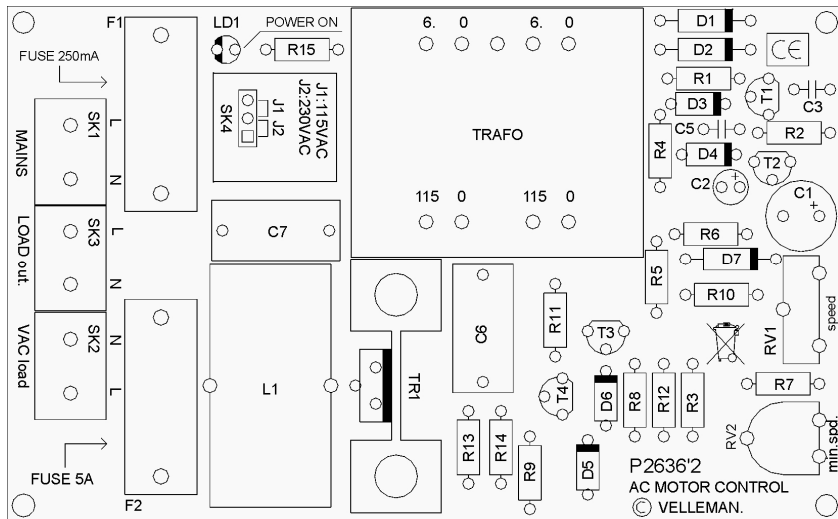 F1
LD1
POWER ON
R15
FUSE 250mA
SK1
L
N
MAINS
SK4
J1
J2
J1:115VAC
J2:230VAC
6.
0
6.
0
TRAFO
115
0
115
0
D1
D2
CE
R1
T1
C3
D3
C5
R2
R4
D4
T2
C2
+
C1
+
SK3
L
N
LOAD out.
C7
R6
D7
R5
R10
SK2
N
L
VAC load
L1
TR1
C6
R11
T3
RV1
speed
T4
D6
R8
R12
R3
R7
RV2
min.spd.
R13
R14
R9
D5
FUSE 5A
F2
P2636'2
AC MOTOR CONTROL
© VELLEMAN.